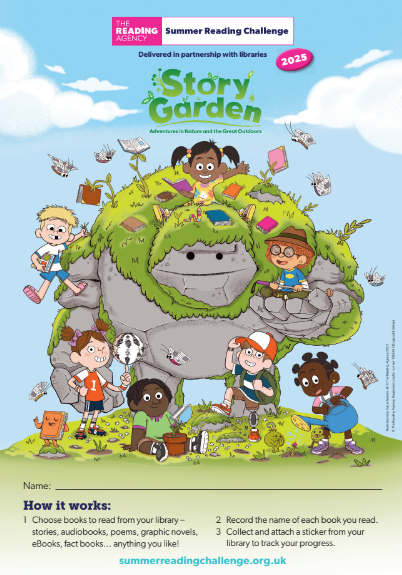 THE
READING
AGENCY
Summer Reading Challenge
Delivered in partnership with libraries
2025
Story
Garden
Adventures in Nature and the Great Outdoors
1
Name:
How it works:
1 Choose books to read from your library –
stories, audiobooks, poems, graphic novels,
eBooks, fact books... anything you like!
2 Record the name of each book you read.
3 Collect and attach a sticker from your
library to track your progress.
summerreadingchallenge.org.uk